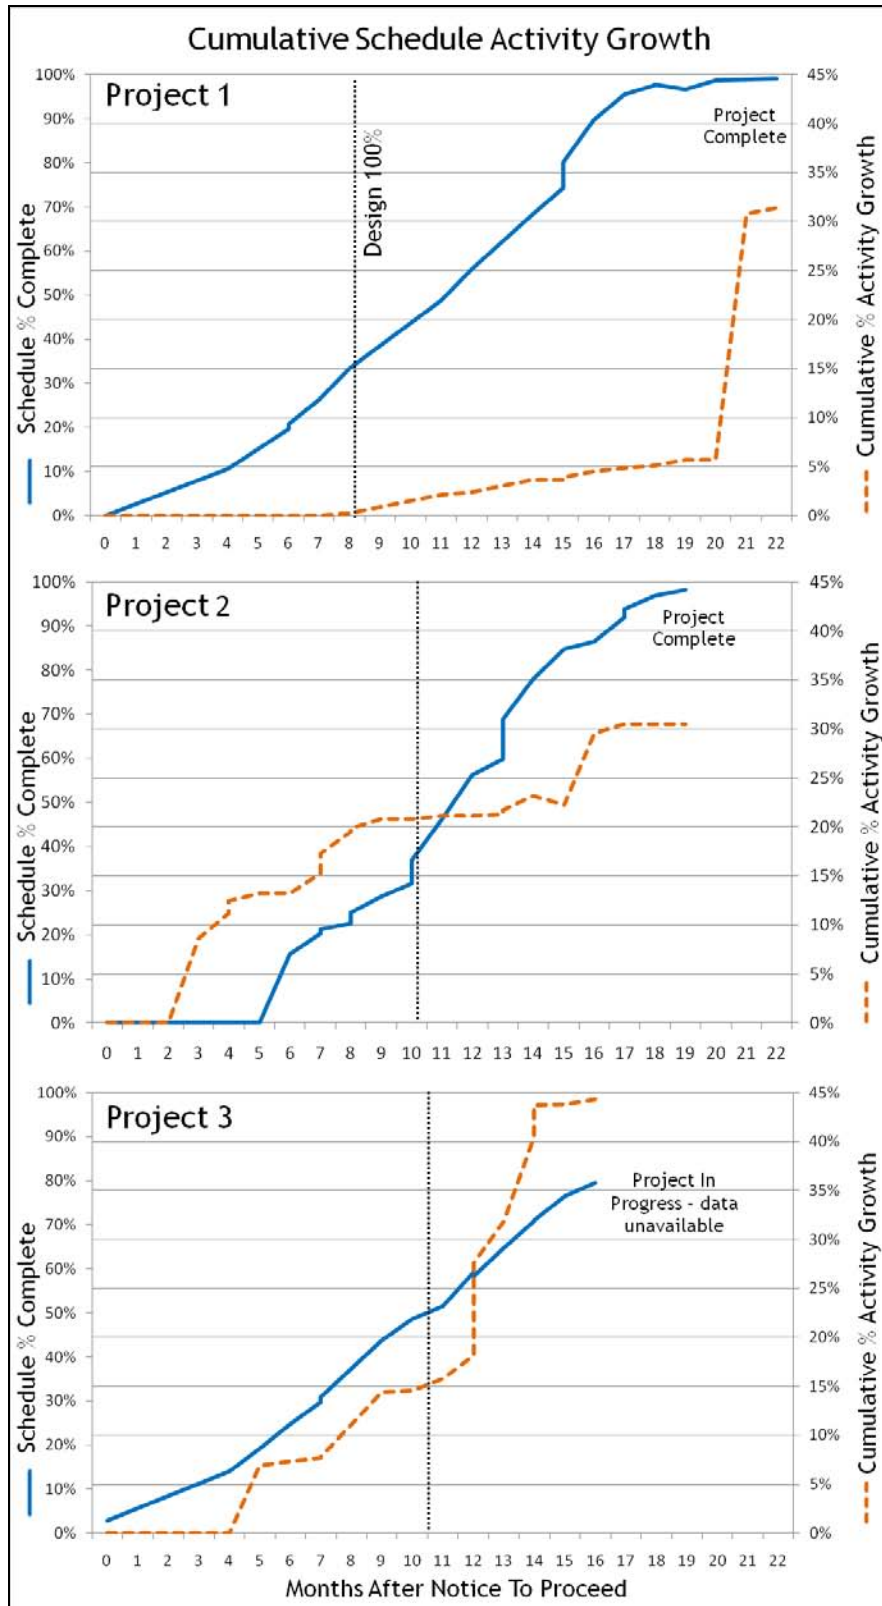 Cumulative Schedule Activity Growth
Project 1
100%
90%
80%
70%
60%
50%
40%
30%
20%
10%
0%
Schedule % Complete
Design 100%
Project
Complete
45%
40%
35%
30%
25%
20%
15%
10%
5%
0%
Cumulative % Activity Growth
0 1 2 3 4 5 6 7 8 9 10 11 12 13 14 15 16 17 18 19 20 21 22
Project 2
100%
90%
80%
70%
60%
50%
40%
30%
20%
10%
0%
Schedule % Complete
Project
Complete
45%
40%
35%
30%
25%
20%
15%
10%
5%
0%
Cumulative % Activity Growth
0 1 2 3 4 5 6 7 8 9 10 11 12 13 14 15 16 17 18 19 20 21 22
Project 3
100%
90%
80%
70%
60%
50%
40%
30%
20%
10%
0%
Schedule % Complete
Project In
Progress - data
unavailable
45%
40%
35%
30%
25%
20%
15%
10%
5%
0%
Cumulative % Activity Growth
0 1 2 3 4 5 6 7 8 9 10 11 12 13 14 15 16 17 18 19 20 21 22
Months After Notice To Proceed